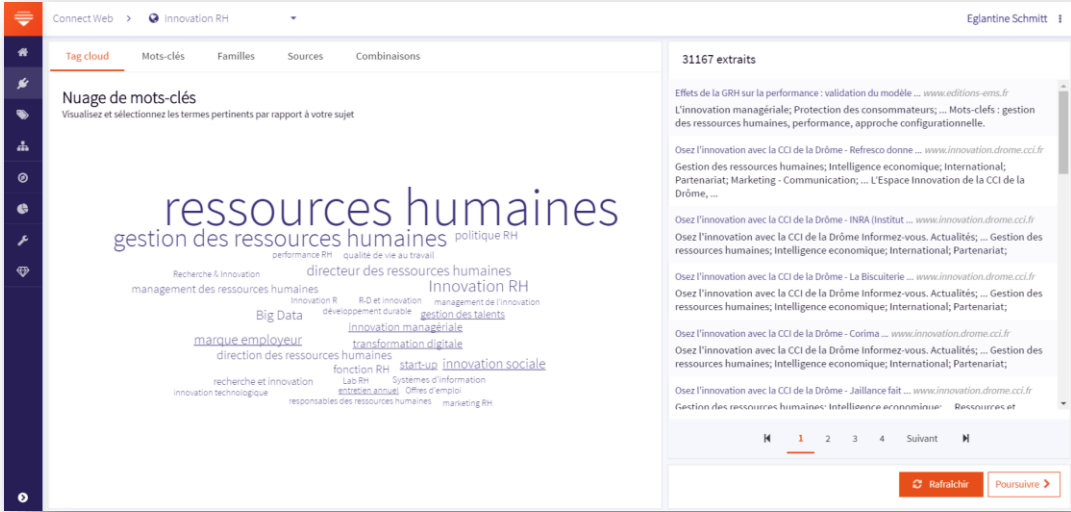 Connect Web > Innovation RH
Eglantine Schmitt
Tag cloud Mots-clés Familles Sources Combinaisons
Nuage de mots-clés
Visualisez et sélectionnez les termes pertinents par rapport à votre sujet
ressources humaines
gestion des ressources humaines politique RH
performance RH qualité de vie au travail
Recherche & Innovation directeur des ressources humaines
management des ressources humaines Innovation RH
Innovation R R-D et innovation management de l'innovation
Big Data développement durable gestion des talents
innovation managériale
marque employeur transformation digitale
direction des ressources humaines
fonction RH start-up innovation sociale
recherche et innovation Lab RH Systèmes d'information
innovation technologique entretien annuel Offres d'emploi
responsables des ressources humaines marketing RH
31167 extraits
Effets de la GRH sur la performance : validation du modèle ... www.editions-ems.fr
L'innovation managériale; Protection des consommateurs; ... Mots-clefs : gestion
des ressources humaines, performance, approche configurationnelle.
Osez l'innovation avec la CCI de la Drôme - Refresco donne ... www.innovation.drome.cci.fr
Gestion des ressources humaines; Intelligence economique; International;
Partenariat; Marketing - Communication; ... L'Espace Innovation de la CCI de la
Drôme, ...
Osez l'innovation avec la CCI de la Drôme - INRA (Institut ... www.innovation.drome.cci.fr
Osez l'innovation avec la CCI de la Drôme Informez-vous. Actualités; ... Gestion des
ressources humaines; Intelligence economique; International; Partenariat;
Osez l'innovation avec la CCI de la Drôme - La Biscuiterie ... www.innovation.drome.cci.fr
Osez l'innovation avec la CCI de la Drôme Informez-vous. Actualités; ... Gestion des
ressources humaines; Intelligence economique; International; Partenariat;
Osez l'innovation avec la CCI de la Drôme - Corima ... www.innovation.drome.cci.fr
Osez l'innovation avec la CCI de la Drôme Informez-vous. Actualités; ... Gestion des
ressources humaines; Intelligence economique; International; Partenariat;
Osez l'innovation avec la CCI de la Drôme - Jaillance fait ... www.innovation.drome.cci.fr
Gestion des ressources humaines; Intelligence economique; ... Ressources et
1 2 3 4 Suivant
Rafraîchir Poursuivre >